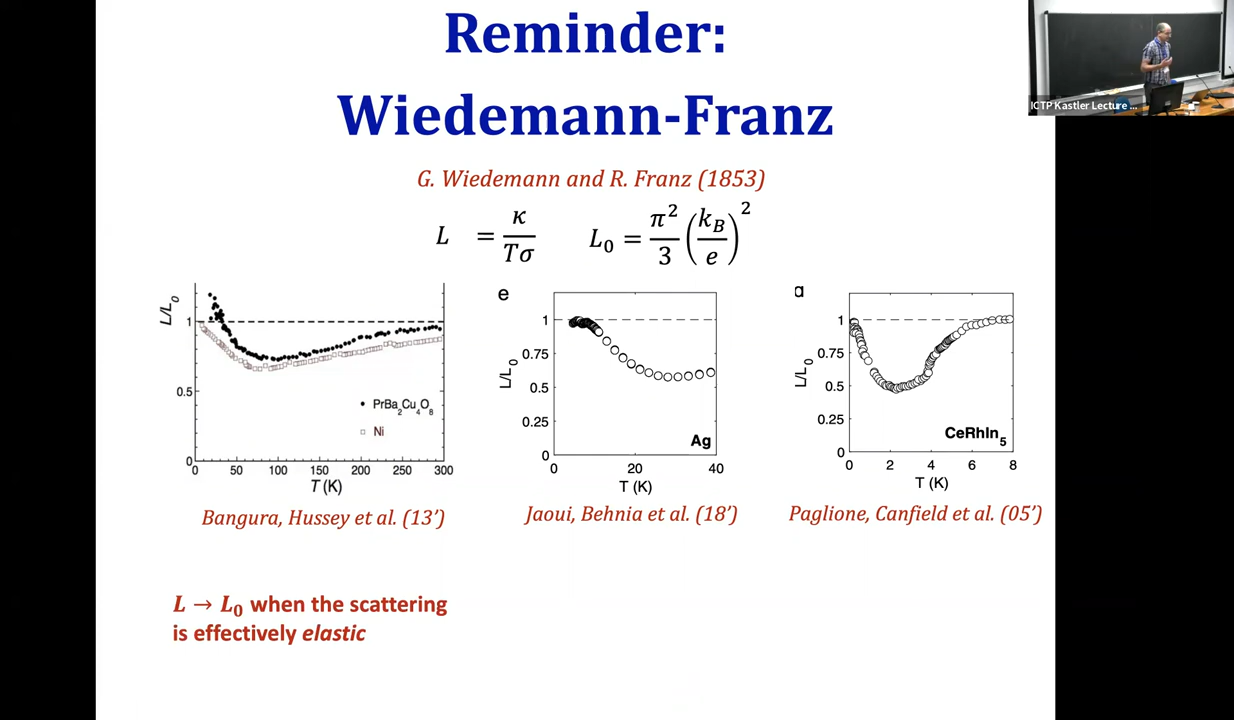 Reminder:
Wiedemann-Franz
ICTP Kastler Lecture ...
G. Wiedemann and R. Franz (1853)
L = κ/Tσ L₀ = π²/3 (k_B/e)²
L/L₀
1
0.5
0
0 50 100 150 200 250 300
T (K)
PrBa₂Cu₄O₈
Ni
Bangura, Hussey et al. (13’)
e
L/L₀
1
0.75
0.5
0.25
0
0 20 40
T (K)
Ag
Jaoui, Behnia et al. (18’)
a
L/L₀
1
0.75
0.5
0.25
0
0 2 4 6 8
T (K)
CeRhIn₅
Paglione, Canfield et al. (05’)
L → L₀ when the scattering
is effectively elastic